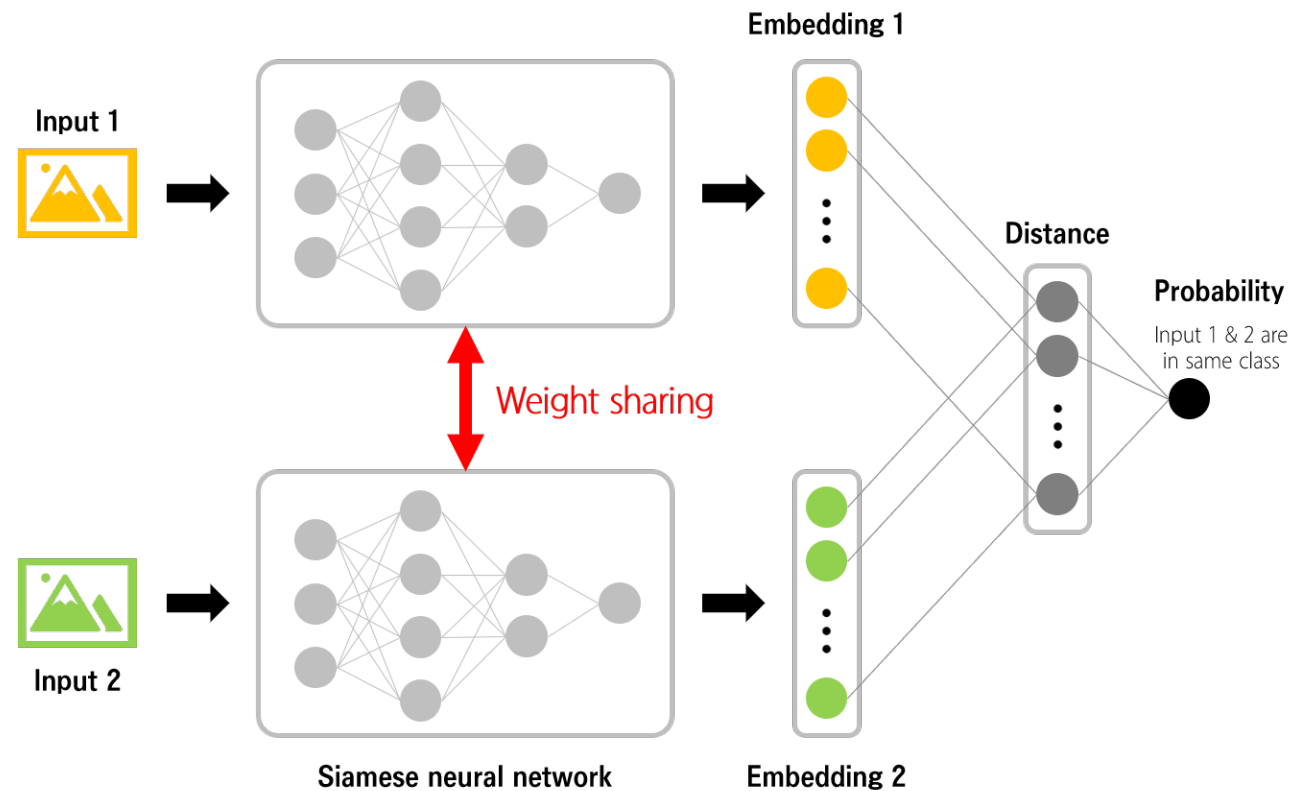 Embedding 1
Input 1
Distance
Probability
Input 1 & 2 are
in same class
Weight sharing
Input 2
Siamese neural network
Embedding 2